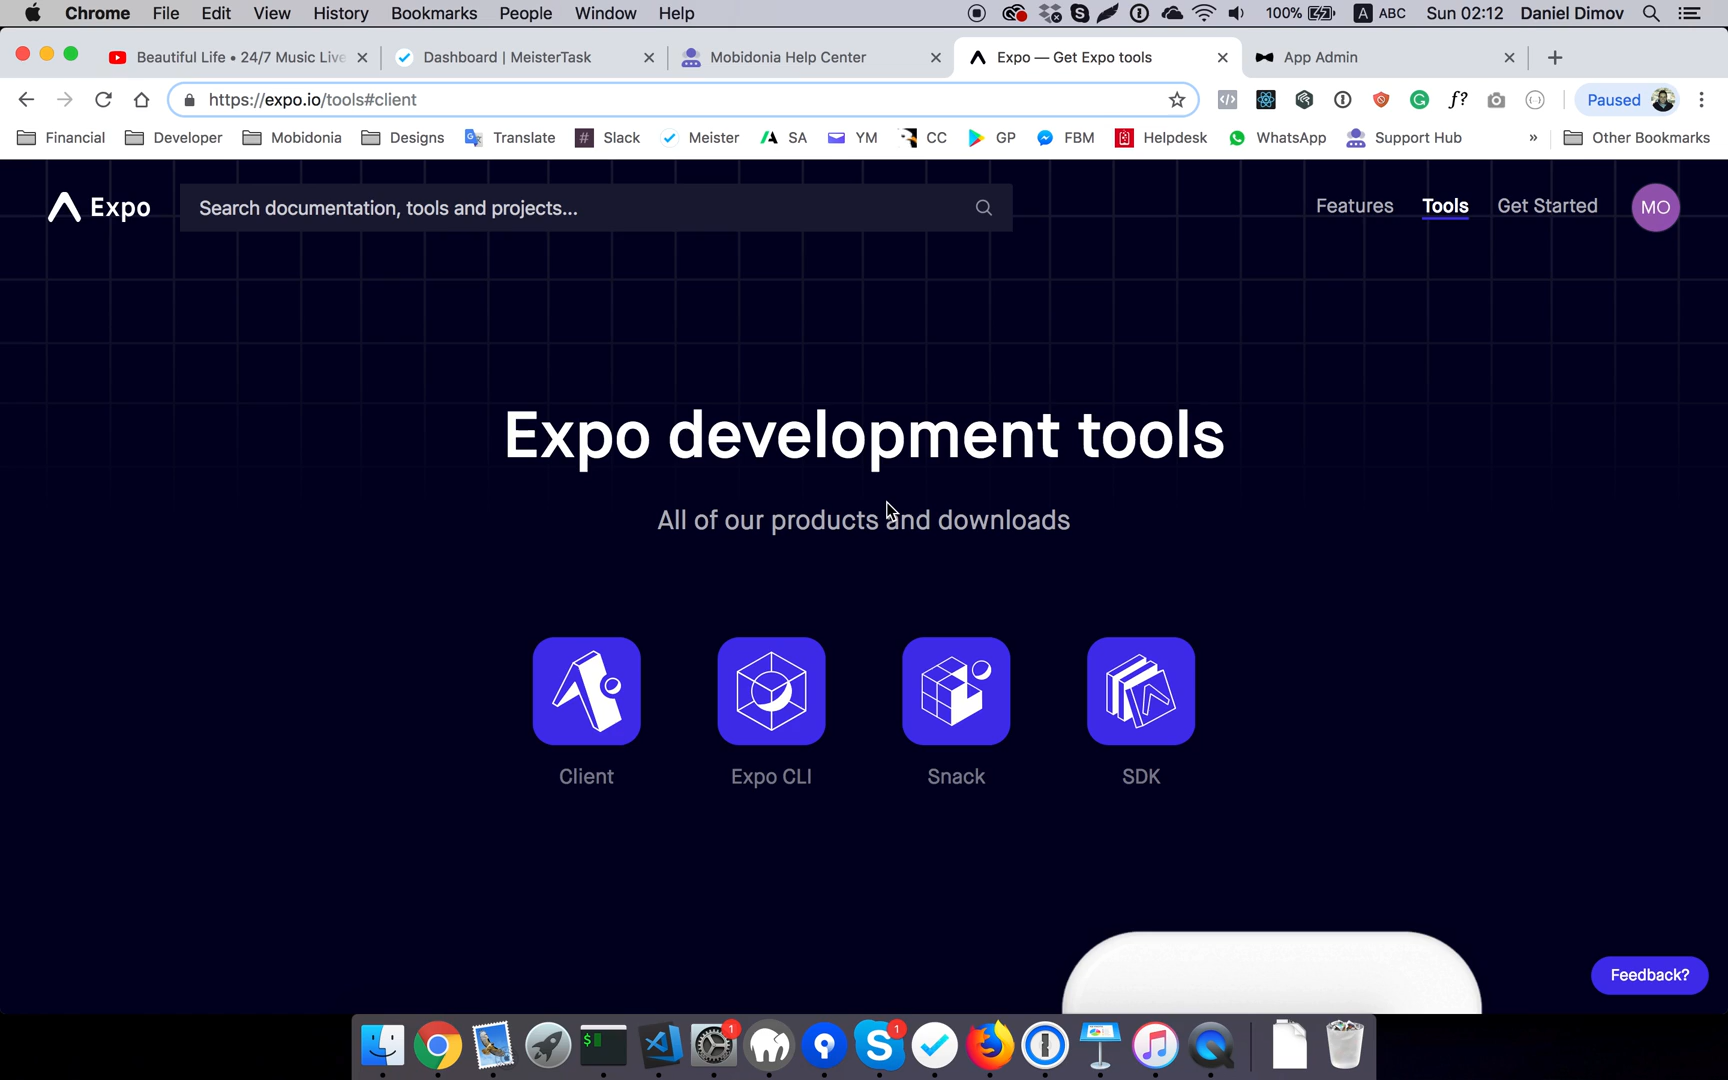 Chrome File Edit View History Bookmarks People Window Help 100% A ABC Sun 02:12 Daniel Dimov
Beautiful Life • 24/7 Music Live Dashboard | MeisterTask Mobidonia Help Center Expo — Get Expo tools App Admin
https://expo.io/tools#client f? Paused
Financial Developer Mobidonia Designs Translate # Slack Meister SA YM CC GP FBM Helpdesk WhatsApp Support Hub » Other Bookmarks
Expo Search documentation, tools and projects... Features Tools Get Started MO
Expo development tools
All of our products and downloads
Client Expo CLI Snack SDK
Feedback?
$ 1 S 1